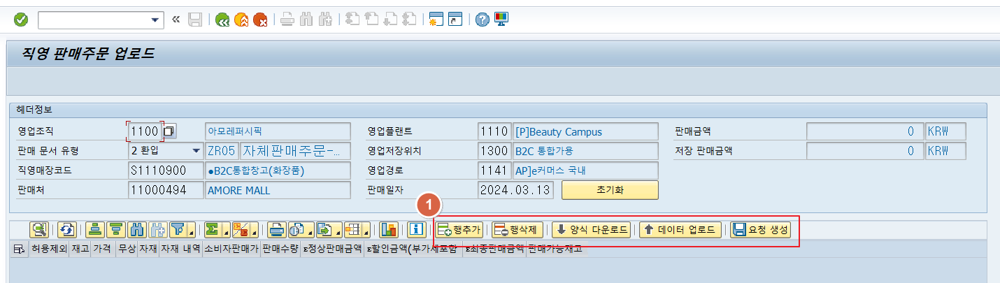 직영 판매주문 업로드
헤더정보
영업조직 1100 아모레퍼시픽 영업플랜트 1110 [P]Beauty Campus 판매금액 0 KRW
판매 문서 유형 2 환입 ZR05 자체판매주문-... 영업저장위치 1300 B2C 통합가용 저장 판매금액 0 KRW
직영매장코드 S1110900 ●B2C통합창고(화장품) 영업경로 1141 AP]e커머스 국내
판매처 11000494 AMORE MALL 판매일자 2024.03.13 초기화
1
행추가 행삭제 양식 다운로드 데이터 업로드 요청 생성
허용제외 재고 가격 무상 자재 자재 내역 소비자판매가 판매수량 Σ정상판매금액 Σ할인금액(부가세포함 Σ최종판매금액 판매가능재고